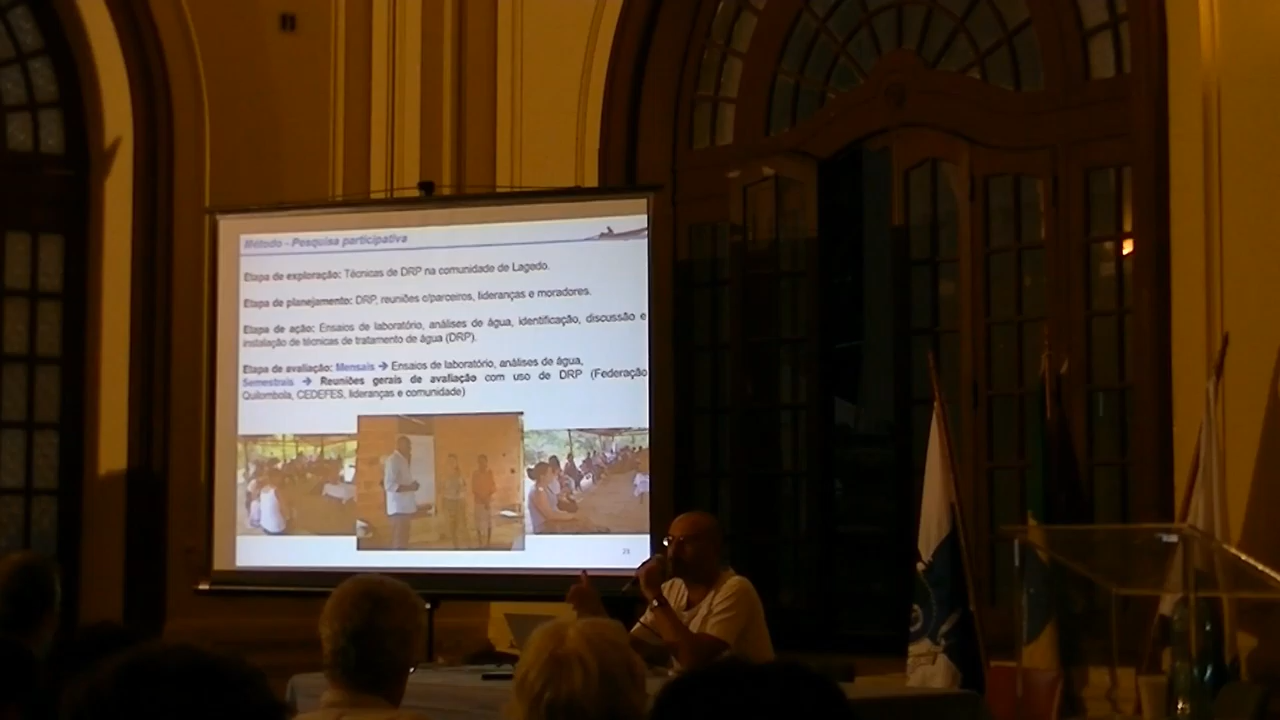 Método - Pesquisa participativa
Etapa de exploração: Técnicas de DRP na comunidade de Lagedo.
Etapa de planejamento: DRP, reuniões c/parceiros, lideranças e moradores.
Etapa de ação: Ensaios de laboratório, análises de água, identificação, discussão e
instalação de técnicas de tratamento de água (DRP).
Etapa de avaliação: Mensais → Ensaios de laboratório, análises de água,
Semestrais → Reuniões gerais de avaliação com uso de DRP (Federação
Quilombola, CEDEFES, lideranças e comunidade)